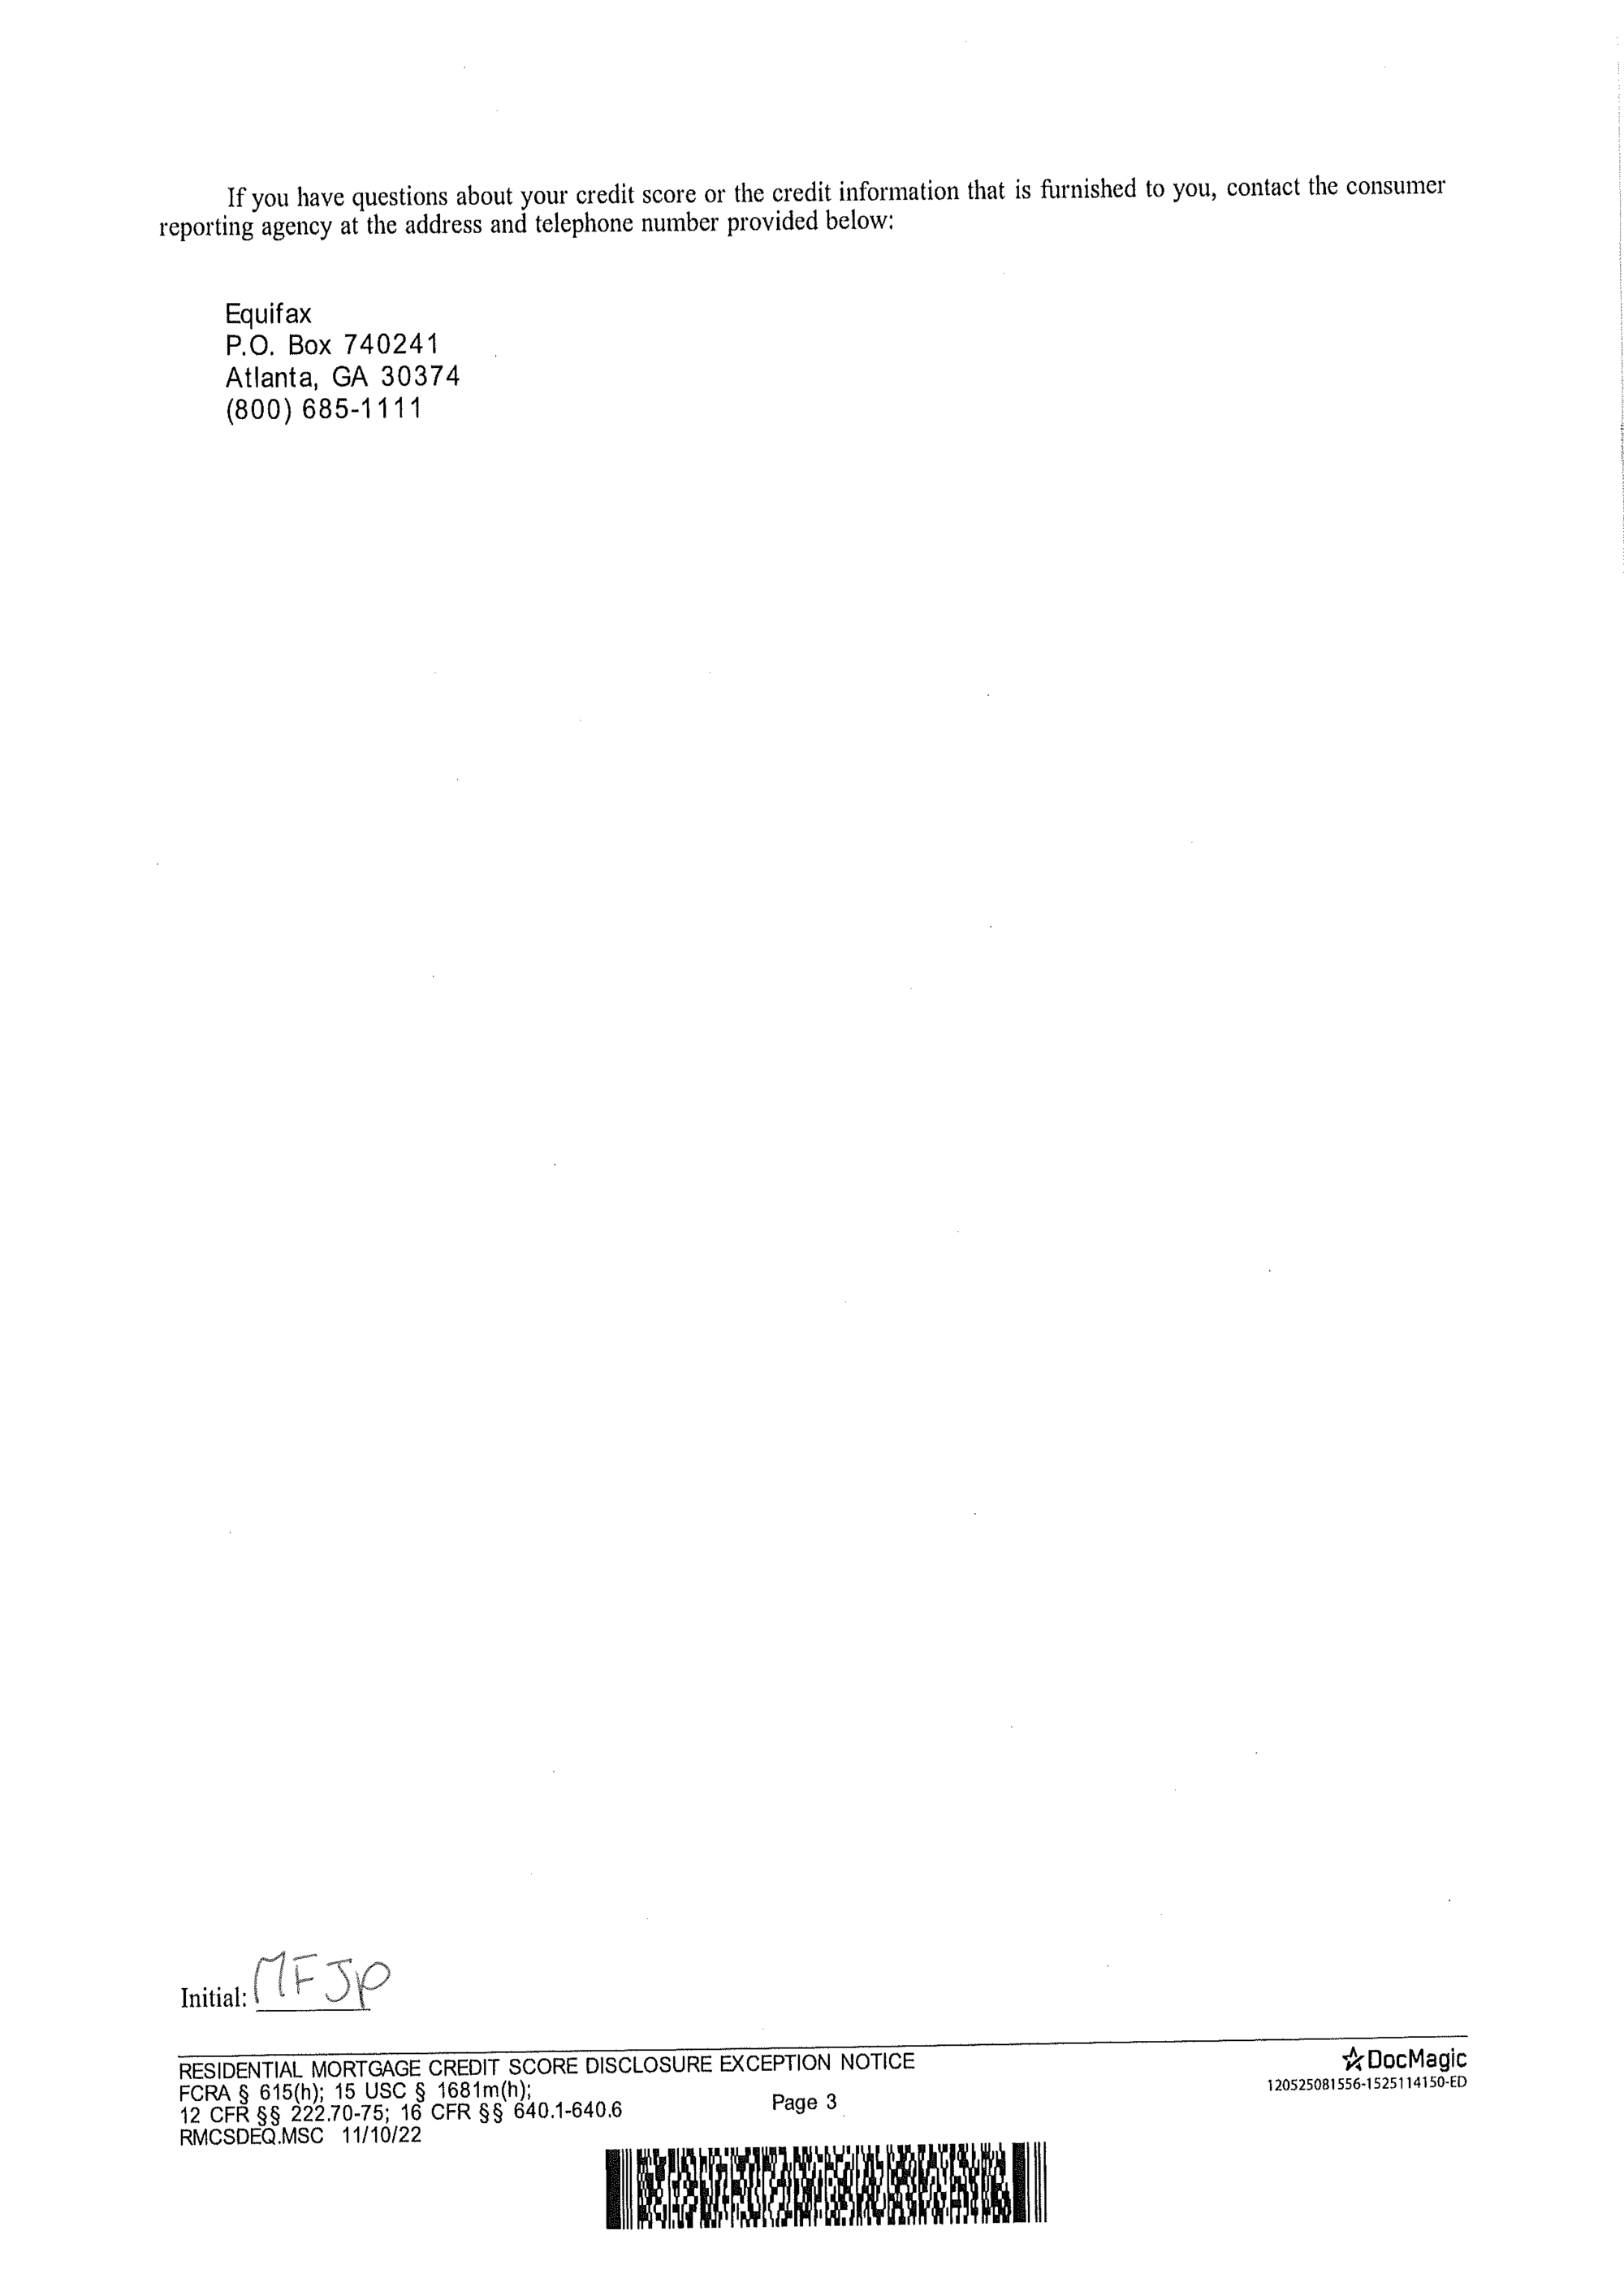 If you have questions about your credit score or the credit information that is furnished to you, contact the consumer
reporting agency at the address and telephone number provided below:
Equifax
P.O. Box 740241
Atlanta, GA 30374
(800) 685-1111
Initial: MFJP
RESIDENTIAL MORTGAGE CREDIT SCORE DISCLOSURE EXCEPTION NOTICE
FCRA § 615(h); 15 USC § 1681m(h);
12 CFR §§ 222.70-75; 16 CFR §§ 640.1-640.6
RMCSDEQ.MSC 11/10/22
Page 3
DocMagic
120525081556-1525114150-ED